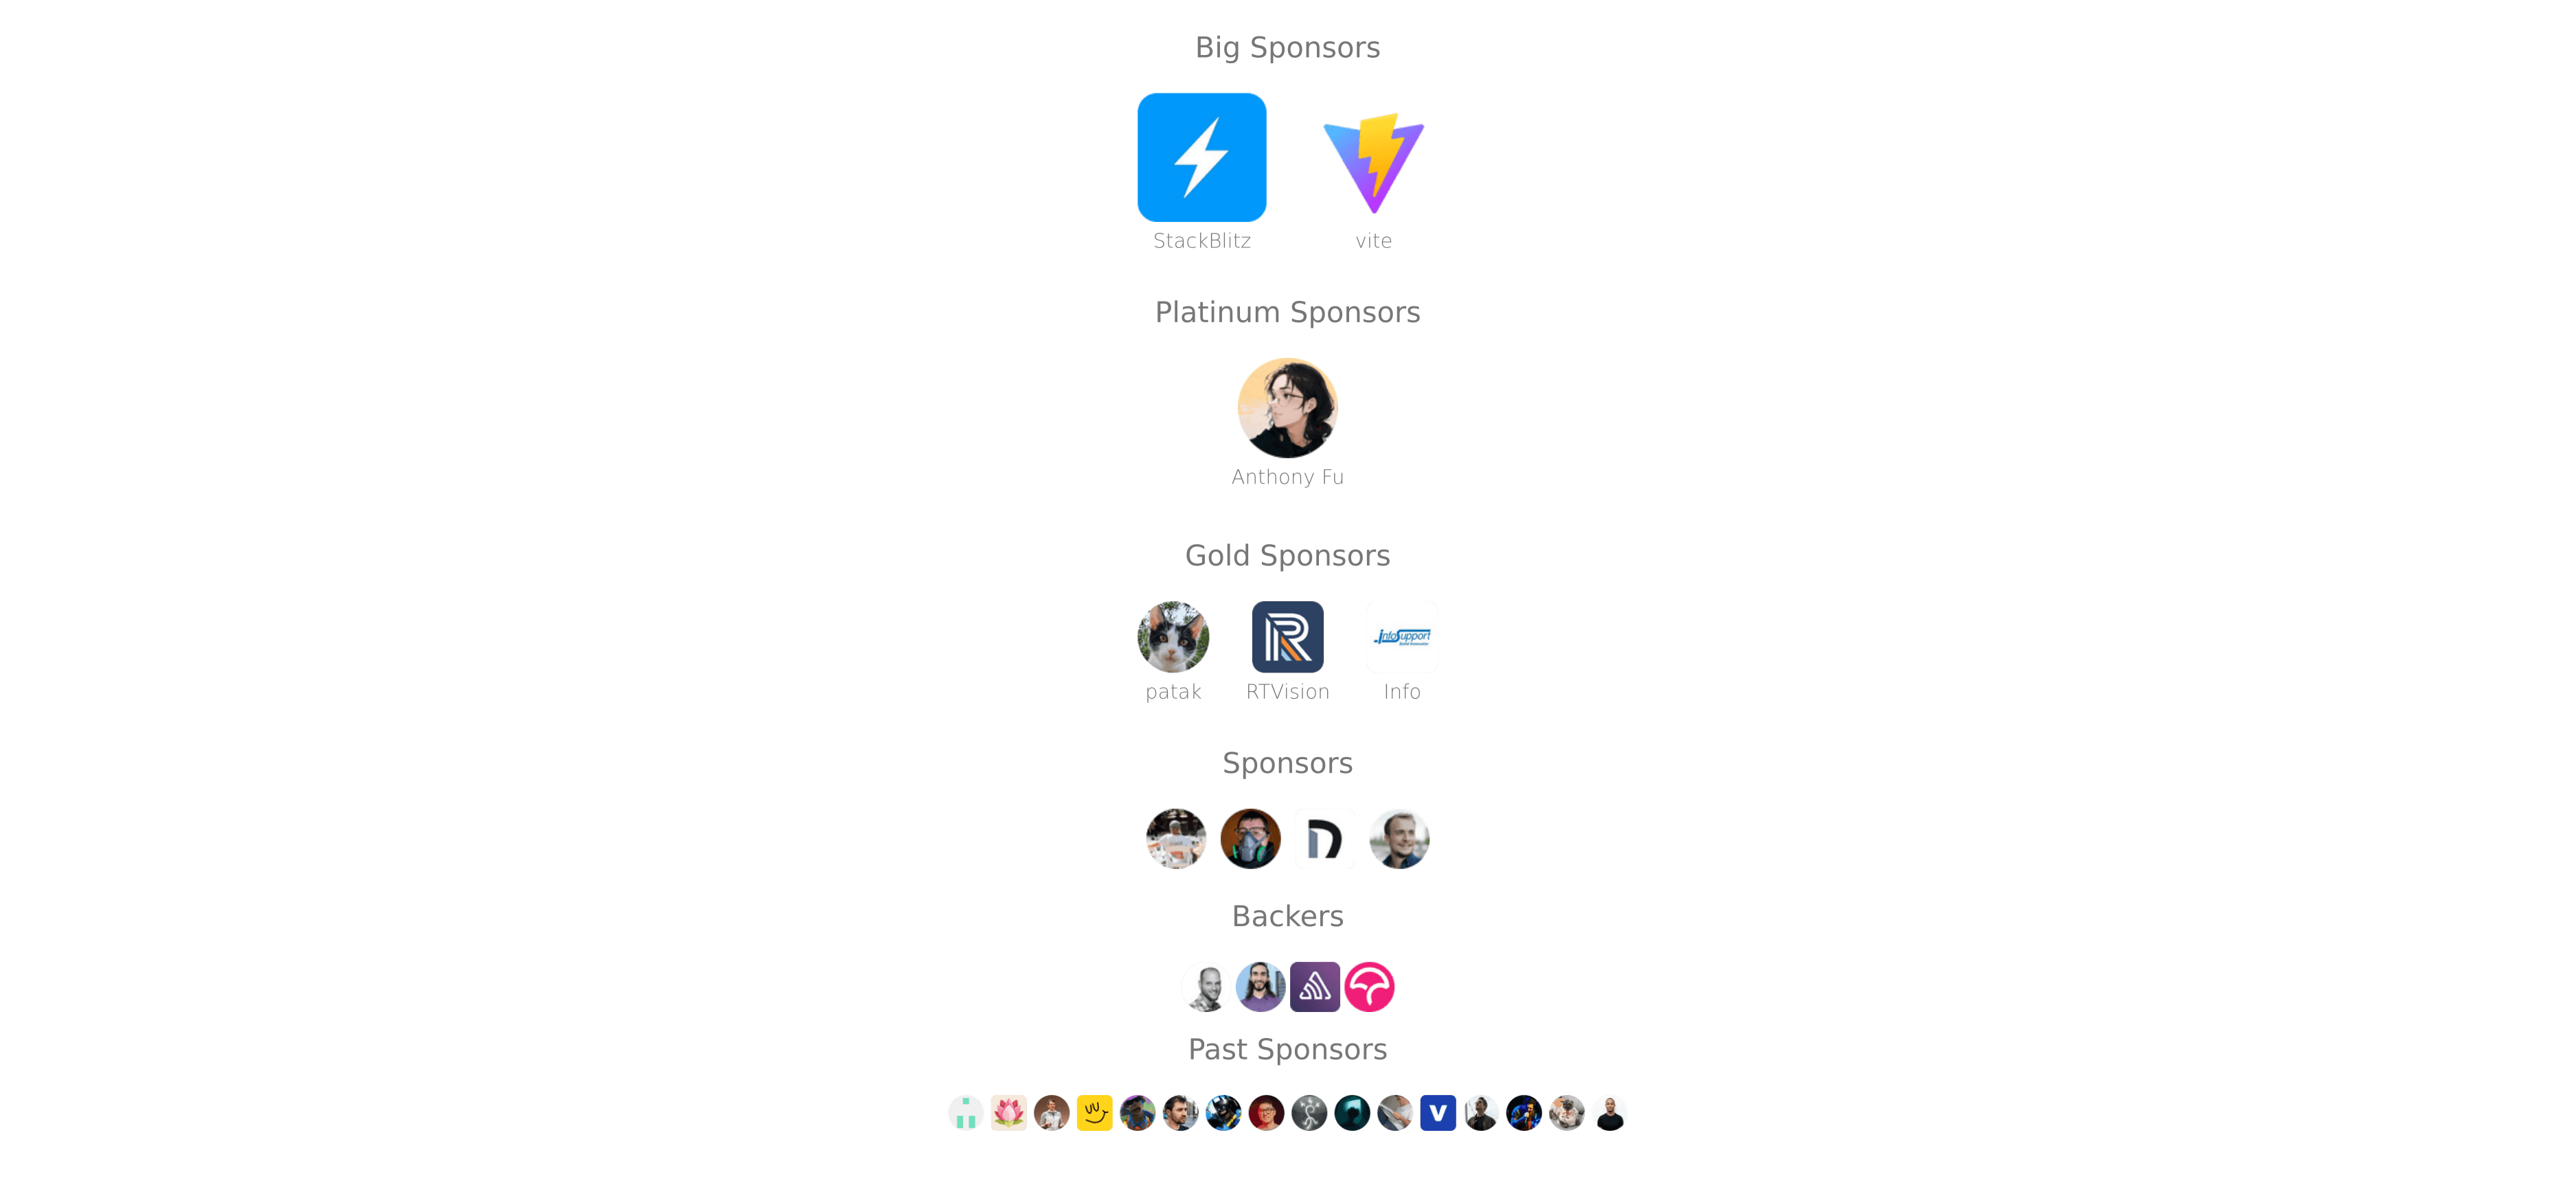 Big Sponsors
StackBlitz
vite
Platinum Sponsors
Anthony Fu
Gold Sponsors
infoSupport
patak
RTVision
Info
Sponsors
Backers
Past Sponsors
V